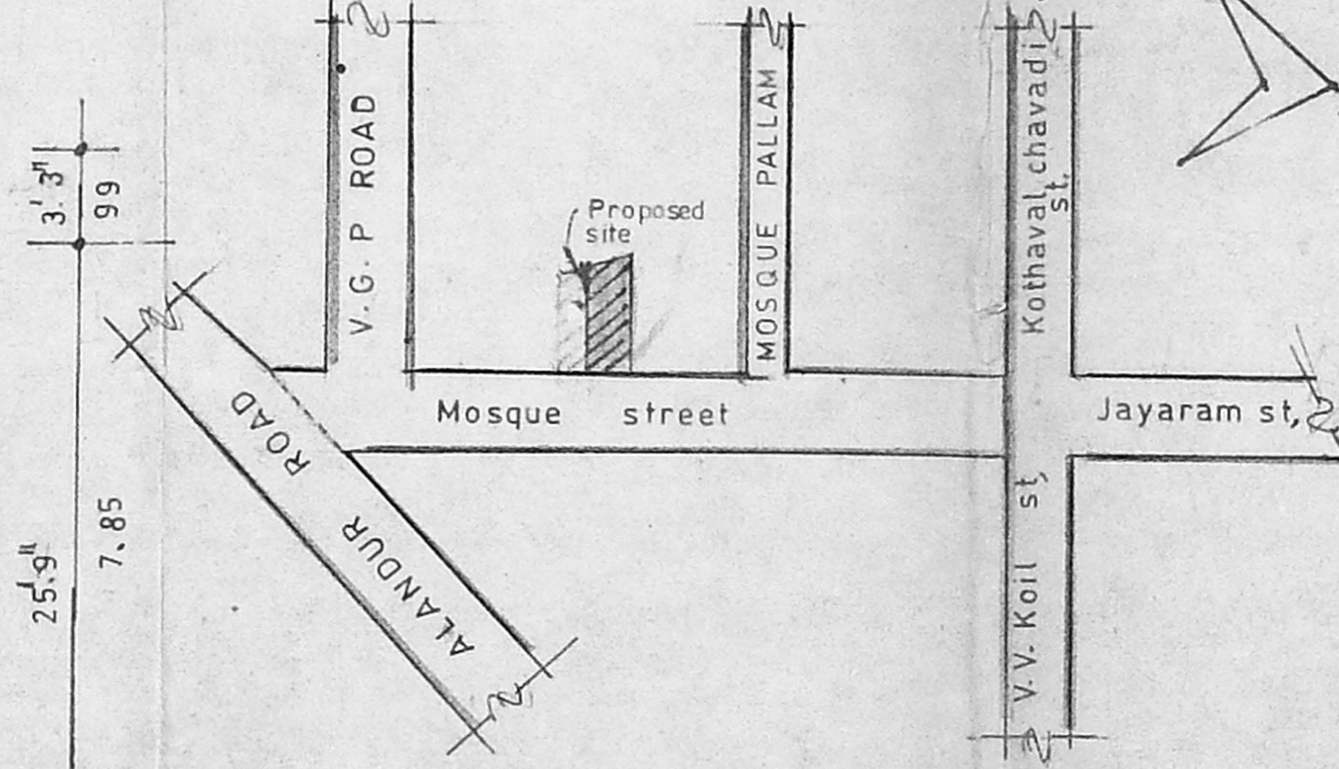 3'.3"
99
25'.9"
7.85
V.G.P ROAD
Proposed
site
MOSQUE PALLAM
Kothaval chavadi
st,
Mosque street
Jayaram st,
ALANDUR ROAD
V.V. Koil st,